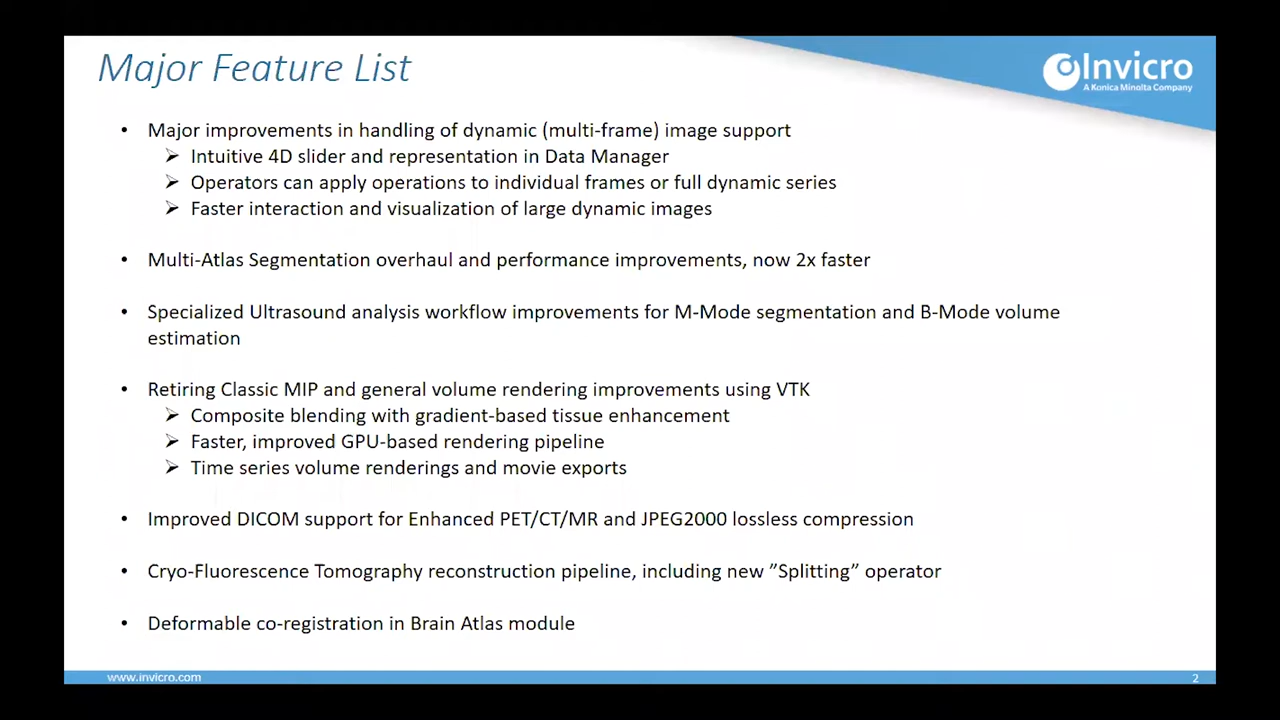 Major Feature List
Invicro
A Konica Minolta Company
• Major improvements in handling of dynamic (multi-frame) image support
➢ Intuitive 4D slider and representation in Data Manager
➢ Operators can apply operations to individual frames or full dynamic series
➢ Faster interaction and visualization of large dynamic images
• Multi-Atlas Segmentation overhaul and performance improvements, now 2x faster
• Specialized Ultrasound analysis workflow improvements for M-Mode segmentation and B-Mode volume
estimation
• Retiring Classic MIP and general volume rendering improvements using VTK
➢ Composite blending with gradient-based tissue enhancement
➢ Faster, improved GPU-based rendering pipeline
➢ Time series volume renderings and movie exports
• Improved DICOM support for Enhanced PET/CT/MR and JPEG2000 lossless compression
• Cryo-Fluorescence Tomography reconstruction pipeline, including new ”Splitting” operator
• Deformable co-registration in Brain Atlas module
www.invicro.com
2